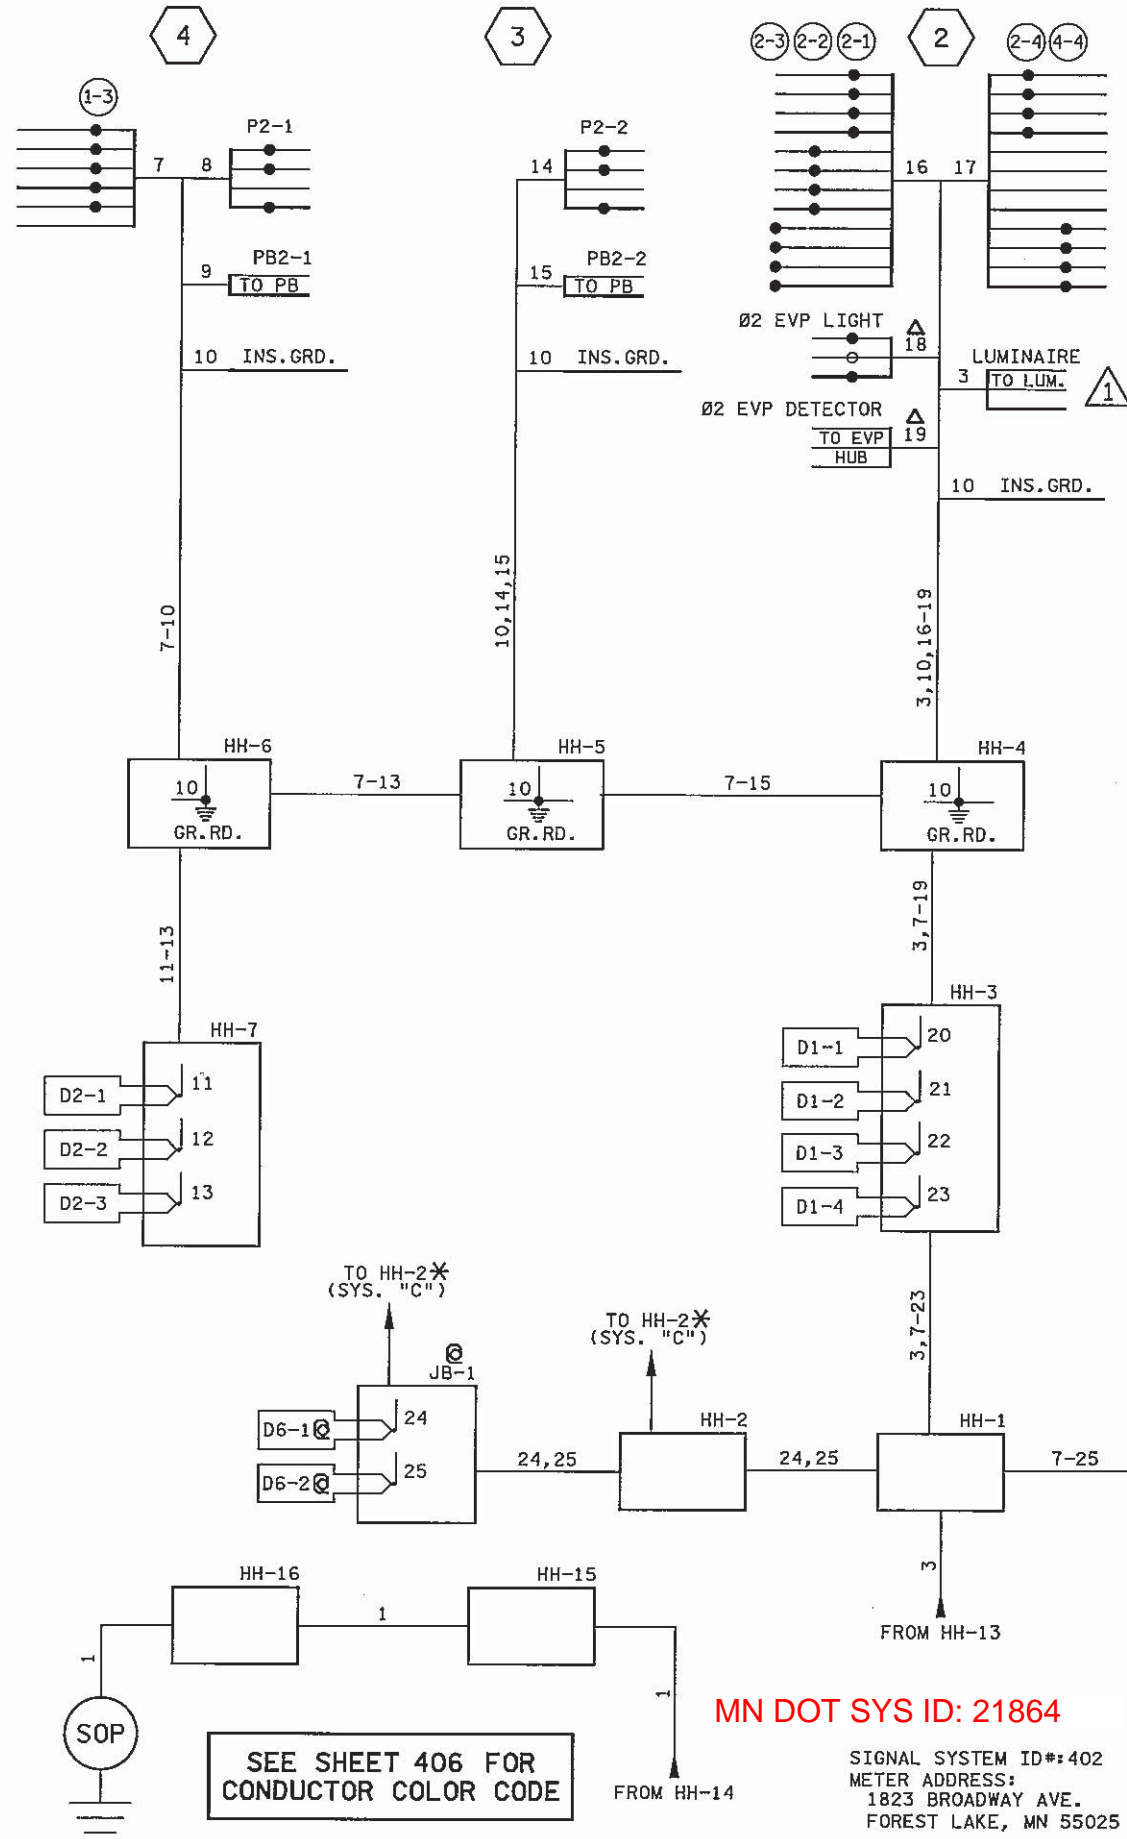 4
3
2-3 2-2 2-1
2
2-4 4-4
1-3
P2-1
P2-2
7 8
14
16 17
PB2-1
9 TO PB
PB2-2
15 TO PB
10 INS.GRD.
10 INS.GRD.
Ø2 EVP LIGHT
18
LUMINAIRE
3 TO LUM.
1
Ø2 EVP DETECTOR
TO EVP
HUB
19
10 INS.GRD.
7-10
10,14,15
3,10,16-19
HH-6
10
GR.RD.
7-13
HH-5
10
GR.RD.
7-15
HH-4
10
GR.RD.
11-13
3,7-19
HH-7
D2-1 11
D2-2 12
D2-3 13
HH-3
D1-1 20
D1-2 21
D1-3 22
D1-4 23
3,7-23
TO HH-2*
(SYS. "C")
JB-1
D6-1 24
D6-2 25
24,25
TO HH-2*
(SYS. "C")
HH-2
24,25
HH-1
7-25
3
FROM HH-13
HH-16
1
HH-15
1
1
SOP
FROM HH-14
SEE SHEET 406 FOR
CONDUCTOR COLOR CODE
MN DOT SYS ID: 21864
SIGNAL SYSTEM ID#:402
METER ADDRESS:
1823 BROADWAY AVE.
FOREST LAKE, MN 55025